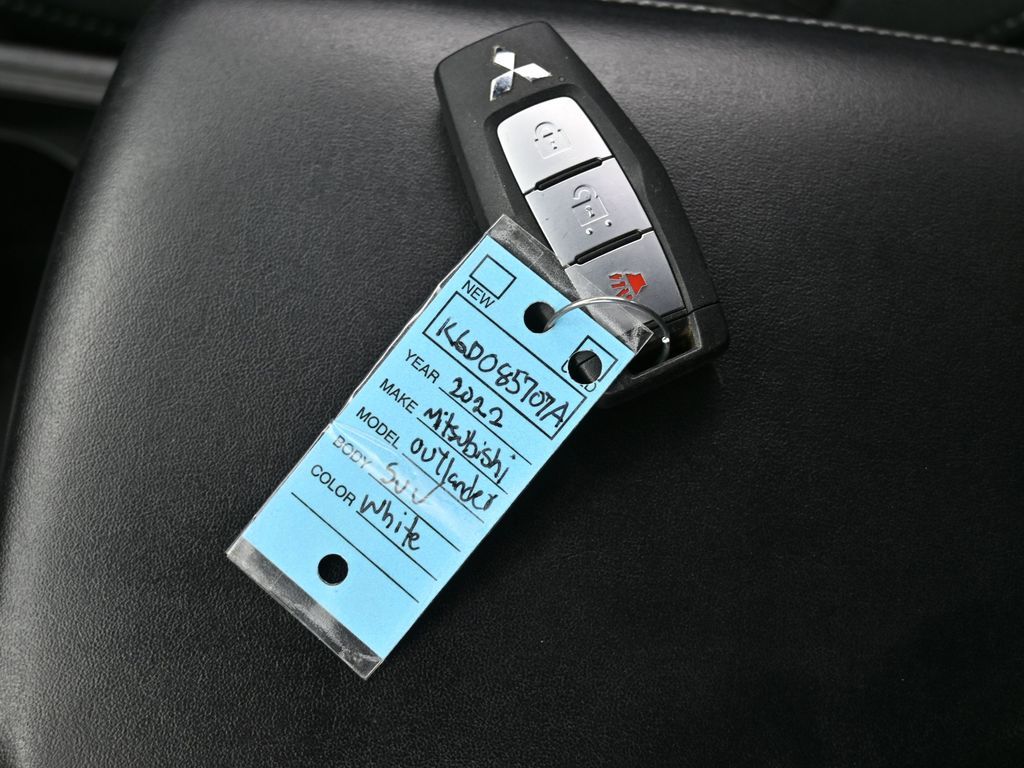 NEW
K6D085707A
YEAR 2022
MAKE Mitsubishi
MODEL Outlander
BODY SUV
COLOR White